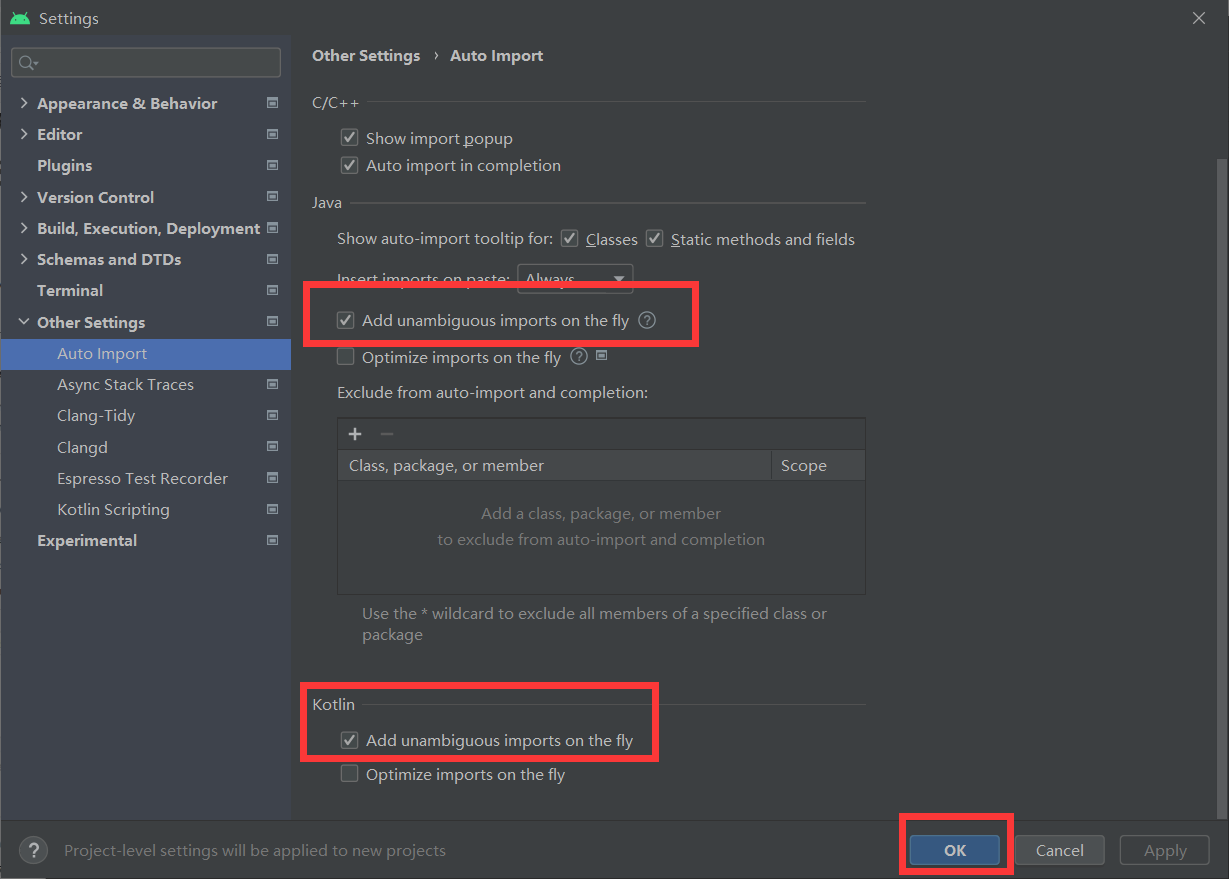 Settings
Other Settings › Auto Import
Appearance & Behavior
Editor
Plugins
Version Control
Build, Execution, Deployment
Schemas and DTDs
Terminal
Other Settings
Auto Import
Async Stack Traces
Clang-Tidy
Clangd
Espresso Test Recorder
Kotlin Scripting
Experimental
C/C++
Show import popup
Auto import in completion
Java
Show auto-import tooltip for: Classes Static methods and fields
Insert imports on paste: Always
Add unambiguous imports on the fly ?
Optimize imports on the fly ?
Exclude from auto-import and completion:
Class, package, or member Scope
Add a class, package, or member
to exclude from auto-import and completion
Use the * wildcard to exclude all members of a specified class or
package
Kotlin
Add unambiguous imports on the fly
Optimize imports on the fly
? Project-level settings will be applied to new projects
OK Cancel Apply